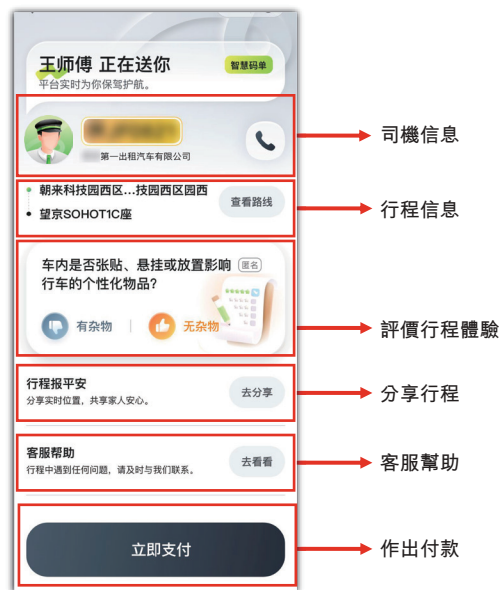 王师傅 正在送你
智慧码单
平台实时为你保驾护航。
第一出租汽车有限公司
司機信息
朝来科技园西区...技园西区园西
望京SOHOT1C座
查看路线
行程信息
车内是否张贴、悬挂或放置影响
匿名
行车的个性化物品?
有杂物
无杂物
評價行程體驗
行程报平安
分享实时位置，共享家人安心。
去分享
分享行程
客服帮助
行程中遇到任何问题，请及时与我们联系。
去看看
客服幫助
立即支付
作出付款